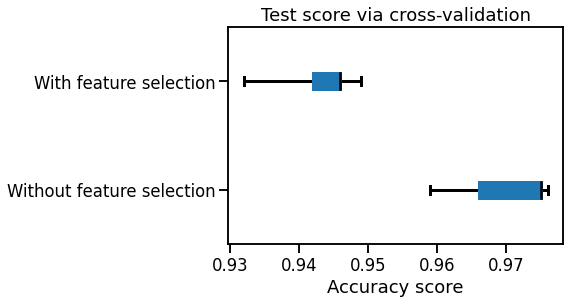 Test score via cross-validation
With feature selection
Without feature selection
0.93 0.94 0.95 0.96 0.97
Accuracy score